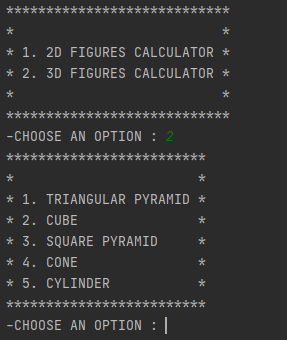 ****************************
*                          *
* 1. 2D FIGURES CALCULATOR *
* 2. 3D FIGURES CALCULATOR *
*                          *
****************************
-CHOOSE AN OPTION : 2
*************************
*                       *
* 1. TRIANGULAR PYRAMID *
* 2. CUBE               *
* 3. SQUARE PYRAMID     *
* 4. CONE               *
* 5. CYLINDER           *
*************************
-CHOOSE AN OPTION :